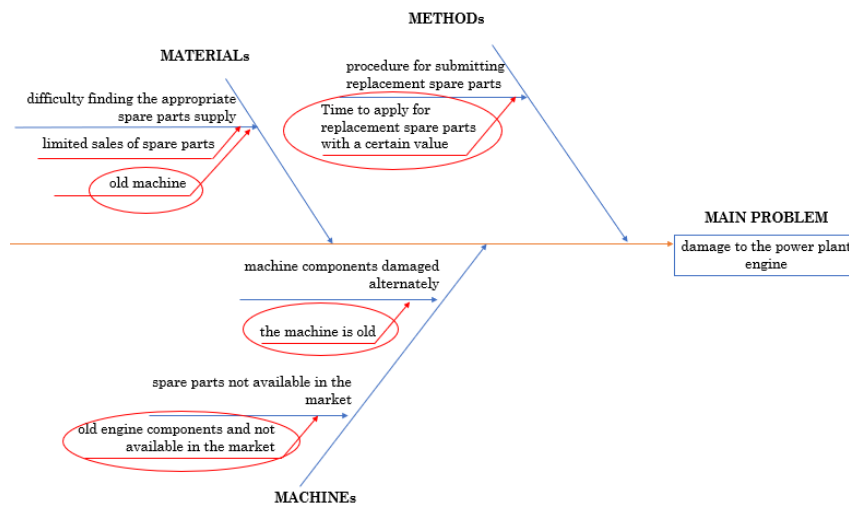 METHODs
procedure for submitting
replacement spare parts
Time to apply for
replacement spare parts
with a certain value
MATERIALs
difficulty finding the appropriate
spare parts supply
limited sales of spare parts
old machine
MAIN PROBLEM
damage to the power plant
engine
machine components damaged
alternately
the machine is old
spare parts not available in the
market
old engine components and not
available in the market
MACHINEs